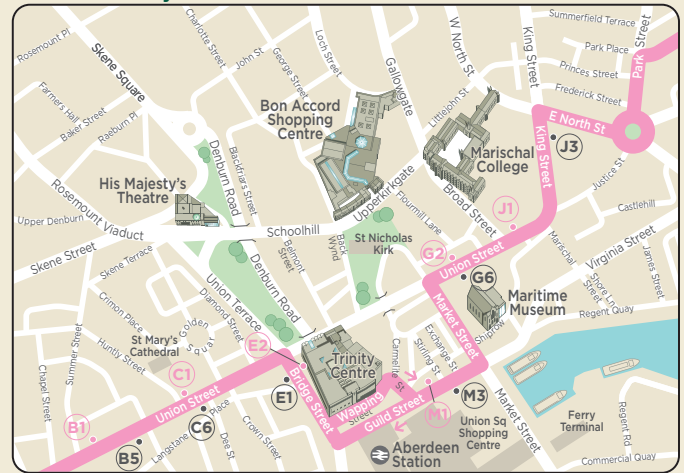 Rosemount Pl
Skene Square
Charlotte Street
John St
George Street
Loch Street
Gallowgate
W North St
King Street
Summerfield Terrace
Park Place
Princes Street
Frederick Street
Park Street
E North St
Farmers Hall
Baker Street
Raeburn Pl
Bon Accord
Shopping
Centre
Littlejohn St
Marischal
College
King Street
J3
Justice St
Blackfriars Street
Denburn Road
Upperkirkgate
Broad Street
His Majesty's
Theatre
Rosemount Viaduct
Upper Denburn
Schoolhill
Flourmill Lane
J1
Castlehill
Skene Street
Skene Terrace
Belmont
Street
Back
Wynd
St Nicholas
Kirk
G2
Union Street
G6
Marischal
Virginia Street
James Street
Shore Ln
Regent Quay
Denburn Road
Union Terrace
Diamond Street
Crimon Place
Golden
Squar
Huntly Street
St Mary's
Cathedral
Maritime
Museum
Shiprow
Market Street
Exchange St
Stirling St
Carmelite St
E2
Trinity
Centre
Bridge Street
E1
Wapping
Street
Guild Street
M1
M3
Market Street
Union Sq
Shopping
Centre
Ferry
Terminal
Regent Rd
Commercial Quay
Aberdeen
Station
Chapel Street
Summer Street
C1
Union Street
C6
B1
B5
Langstane
Place
Dee St
Crown Street